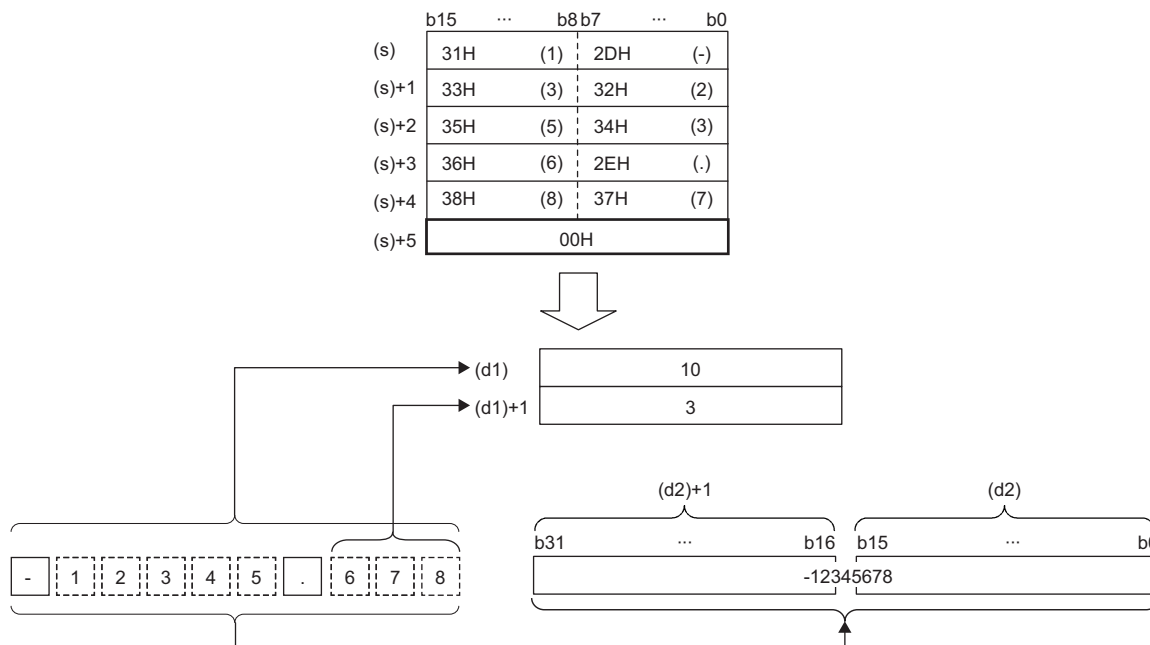 b15 ··· b8 b7 ··· b0
(s) 31H (1) 2DH (-)
(s)+1 33H (3) 32H (2)
(s)+2 35H (5) 34H (3)
(s)+3 36H (6) 2EH (.)
(s)+4 38H (8) 37H (7)
(s)+5 00H
(d1) 10
(d1)+1 3
(d2)+1 (d2)
b31 ··· b16 b15 ··· b0
- 1 2 3 4 5 . 6 7 8 -12345678